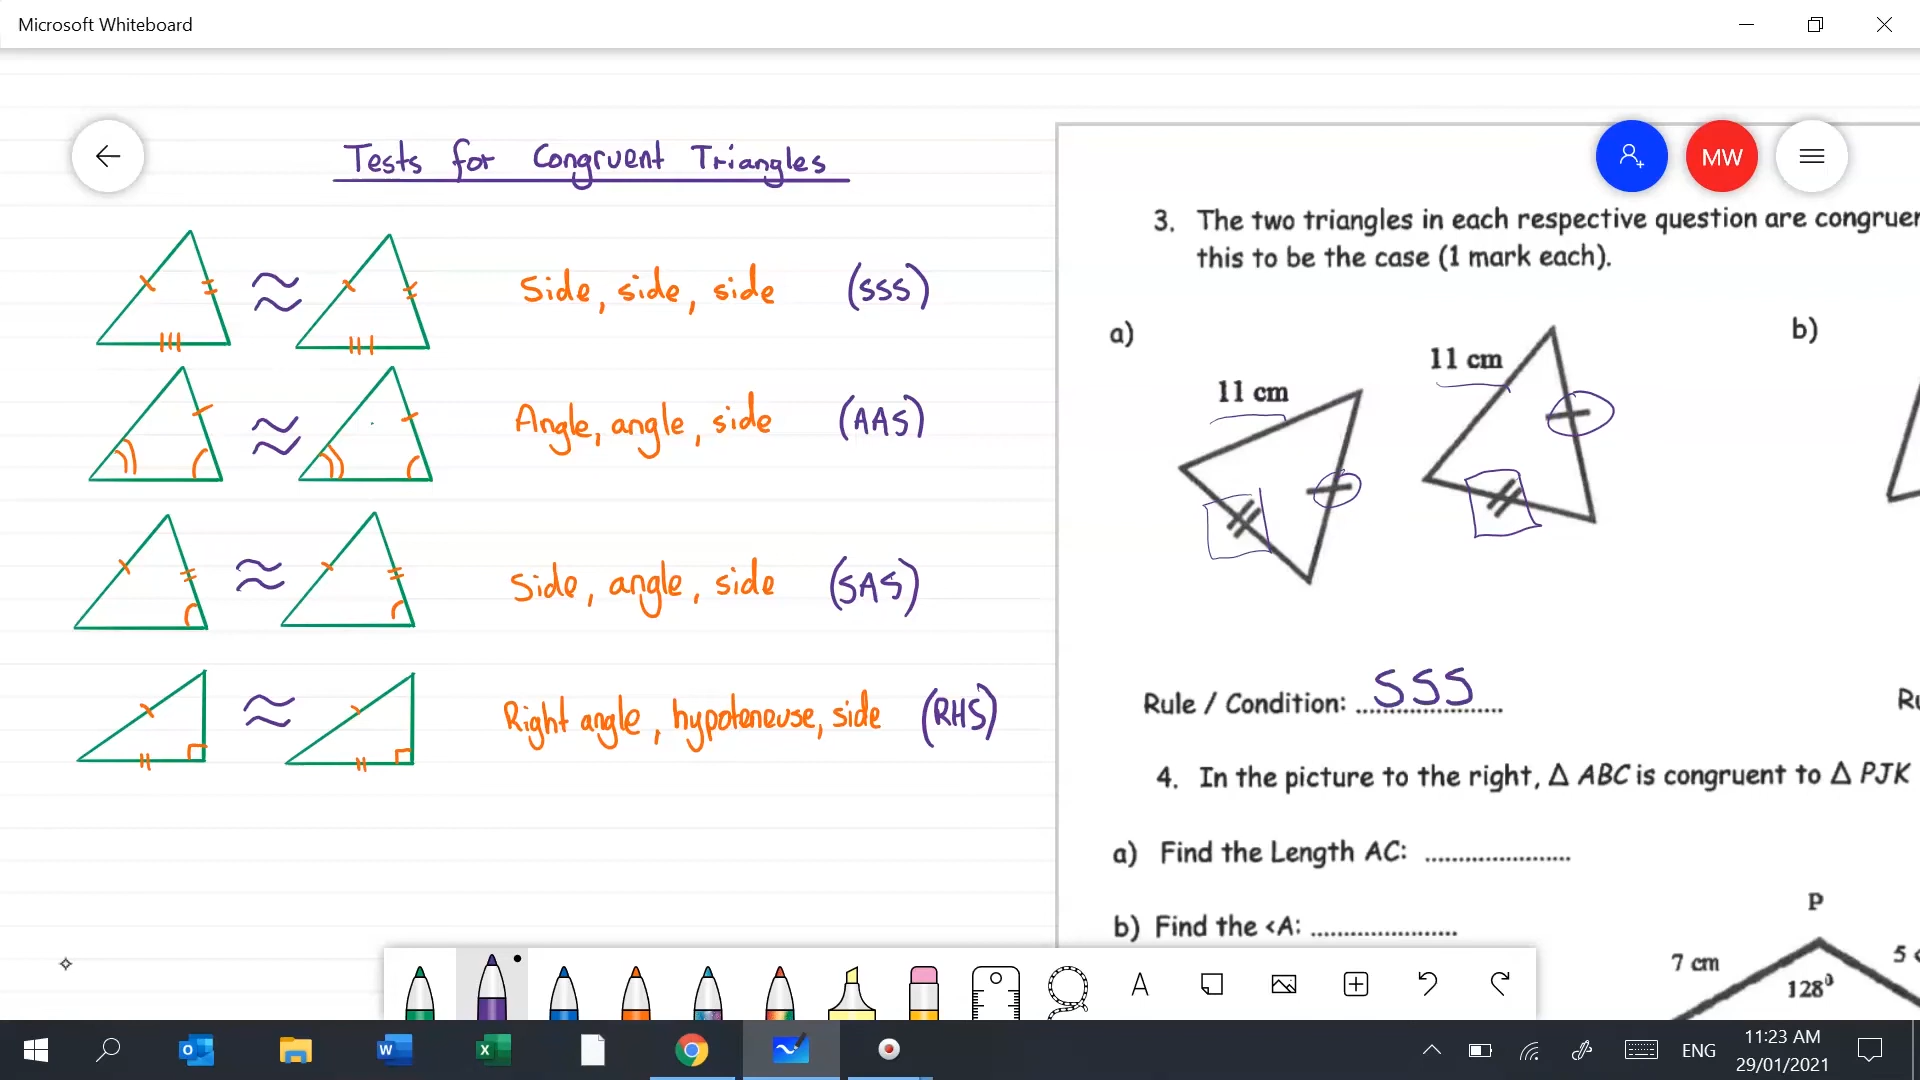 Microsoft Whiteboard
Tests for Congruent Triangles
Side, side, side (SSS)
Angle, angle, side (AAS)
Side, angle, side (SAS)
Right angle, hypoteneuse, side (RHS)
MW
3. The two triangles in each respective question are congruen
this to be the case (1 mark each).
a)
11 cm
11 cm
b)
Rule / Condition: SSS
Ru
4. In the picture to the right, Δ ABC is congruent to Δ PJK
a) Find the Length AC: ......................
b) Find the <A: ......................
P
7 cm
5
128⁰
A
ENG
11:23 AM
29/01/2021